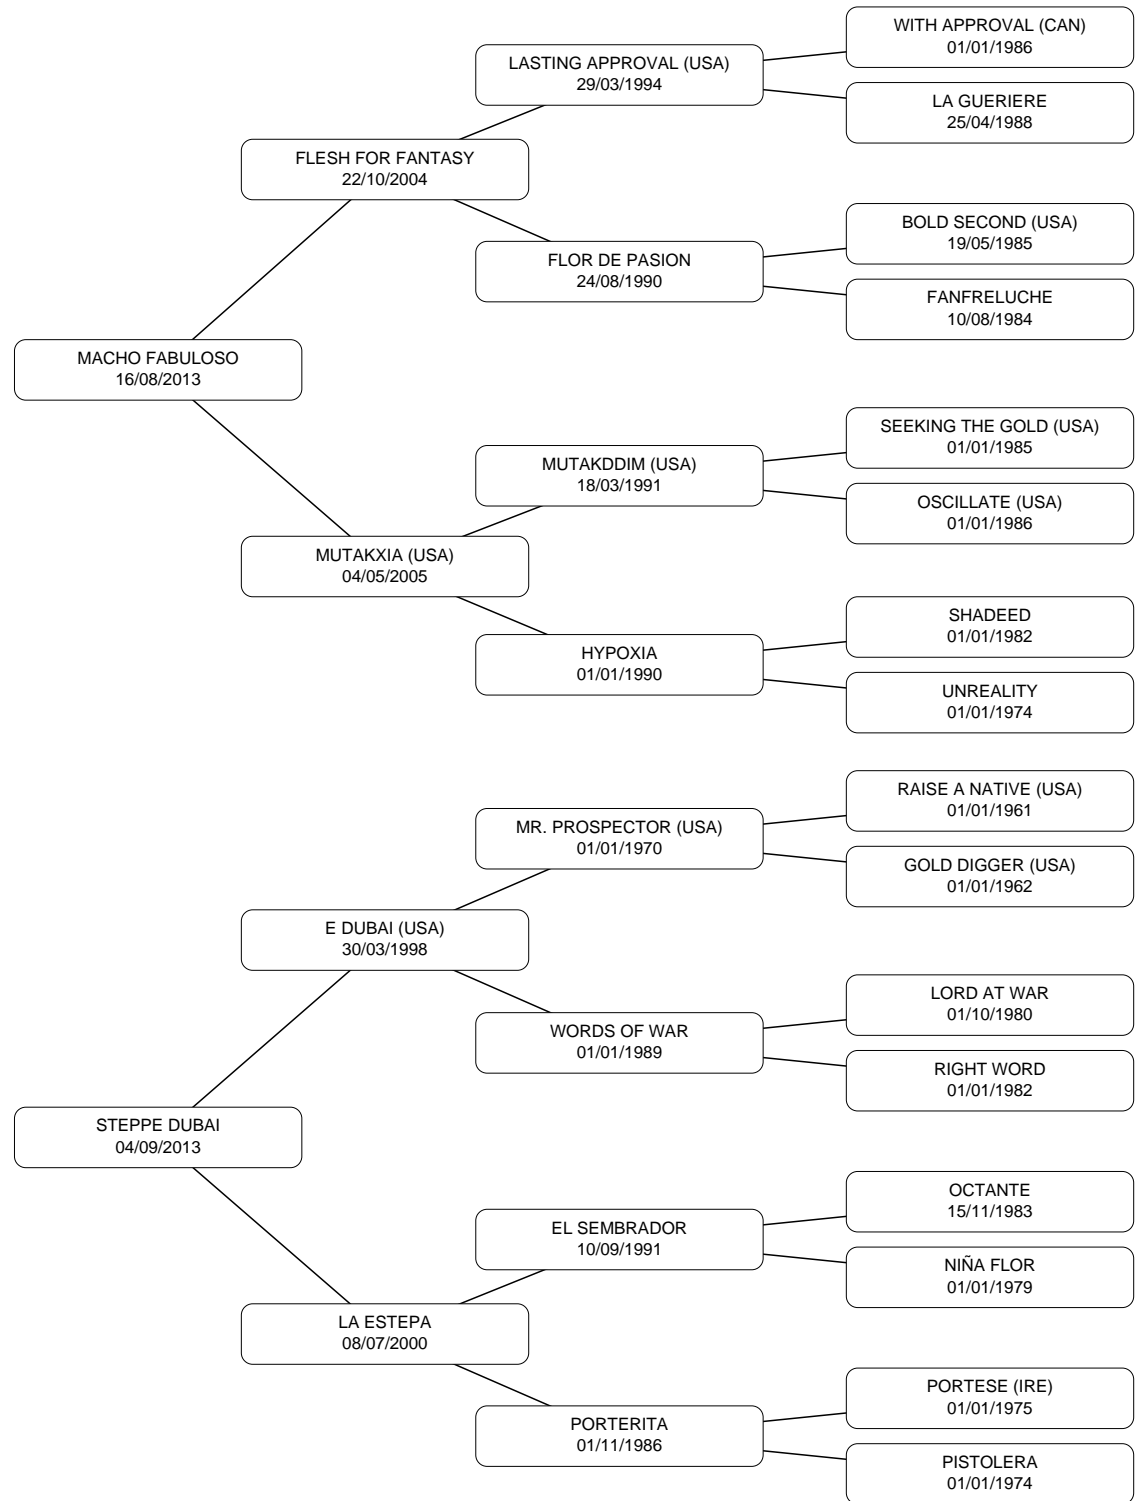 WITH APPROVAL (CAN)
01/01/1986
LASTING APPROVAL (USA)
29/03/1994
LA GUERIERE
25/04/1988
FLESH FOR FANTASY
22/10/2004
BOLD SECOND (USA)
19/05/1985
FLOR DE PASION
24/08/1990
FANFRELUCHE
10/08/1984
MACHO FABULOSO
16/08/2013
SEEKING THE GOLD (USA)
01/01/1985
MUTAKDDIM (USA)
18/03/1991
OSCILLATE (USA)
01/01/1986
MUTAKXIA (USA)
04/05/2005
SHADEED
01/01/1982
HYPOXIA
01/01/1990
UNREALITY
01/01/1974
RAISE A NATIVE (USA)
01/01/1961
MR. PROSPECTOR (USA)
01/01/1970
GOLD DIGGER (USA)
01/01/1962
E DUBAI (USA)
30/03/1998
LORD AT WAR
01/10/1980
WORDS OF WAR
01/01/1989
RIGHT WORD
01/01/1982
STEPPE DUBAI
04/09/2013
OCTANTE
15/11/1983
EL SEMBRADOR
10/09/1991
NIÑA FLOR
01/01/1979
LA ESTEPA
08/07/2000
PORTESE (IRE)
01/01/1975
PORTERITA
01/11/1986
PISTOLERA
01/01/1974